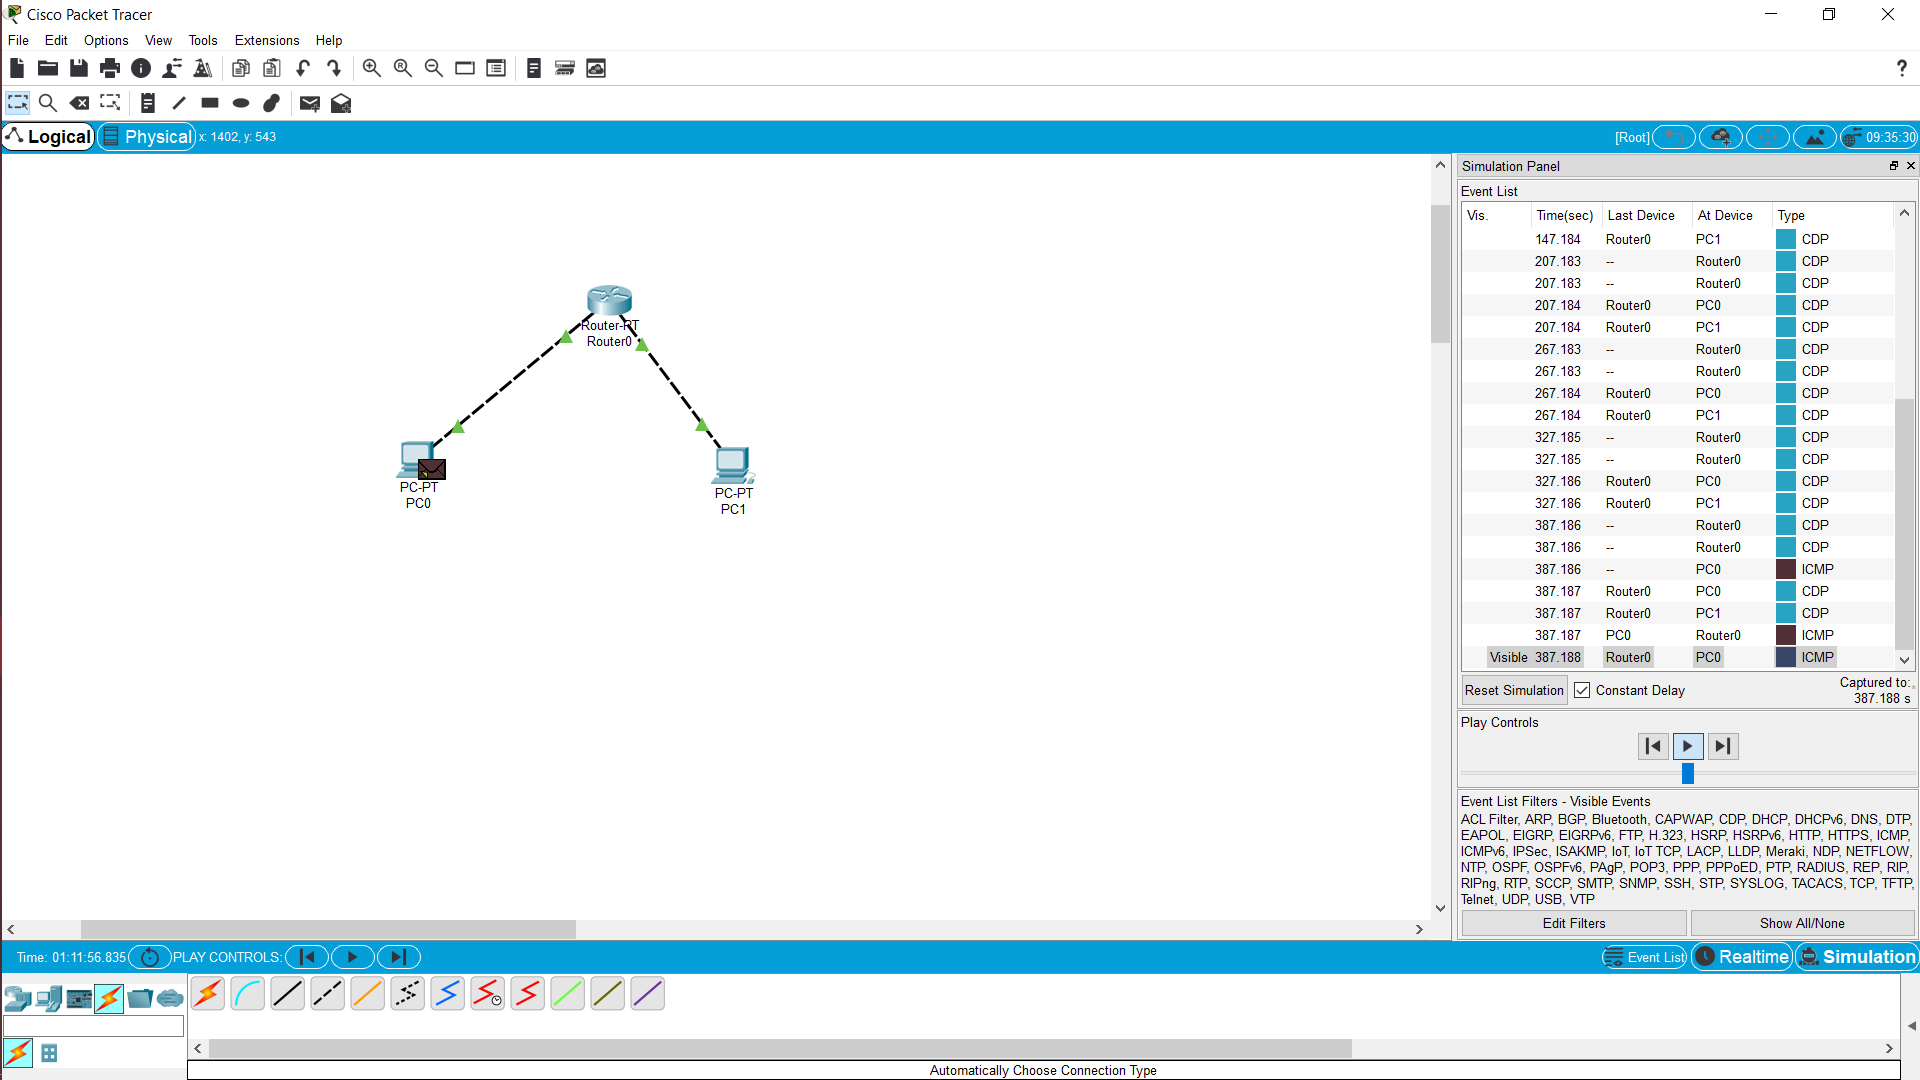 Cisco Packet Tracer
File Edit Options View Tools Extensions Help
?
Logical Physical x: 1402, y: 543 [Root] 09:35:30
Simulation Panel
Event List
Vis. Time(sec) Last Device At Device Type
147.184 Router0 PC1 CDP
207.183 -- Router0 CDP
207.183 -- Router0 CDP
207.184 Router0 PC0 CDP
207.184 Router0 PC1 CDP
267.183 -- Router0 CDP
267.183 -- Router0 CDP
267.184 Router0 PC0 CDP
267.184 Router0 PC1 CDP
327.185 -- Router0 CDP
327.185 -- Router0 CDP
327.186 Router0 PC0 CDP
327.186 Router0 PC1 CDP
387.186 -- Router0 CDP
387.186 -- Router0 CDP
387.186 -- PC0 ICMP
387.187 Router0 PC0 CDP
387.187 Router0 PC1 CDP
387.187 PC0 Router0 ICMP
Visible 387.188 Router0 PC0 ICMP
Reset Simulation Constant Delay
Captured to:
387.188 s
Play Controls
Event List Filters - Visible Events
ACL Filter, ARP, BGP, Bluetooth, CAPWAP, CDP, DHCP, DHCPv6, DNS, DTP,
EAPOL, EIGRP, EIGRPv6, FTP, H.323, HSRP, HSRPv6, HTTP, HTTPS, ICMP,
ICMPv6, IPSec, ISAKMP, IoT, IoT TCP, LACP, LLDP, Meraki, NDP, NETFLOW,
NTP, OSPF, OSPFv6, PAgP, POP3, PPP, PPPoED, PTP, RADIUS, REP, RIP,
RIPng, RTP, SCCP, SMTP, SNMP, SSH, STP, SYSLOG, TACACS, TCP, TFTP,
Telnet, UDP, USB, VTP
Edit Filters Show All/None
Router-PT
Router0
PC-PT
PC0
PC-PT
PC1
Time: 01:11:56.835 PLAY CONTROLS: Event List Realtime Simulation
Automatically Choose Connection Type